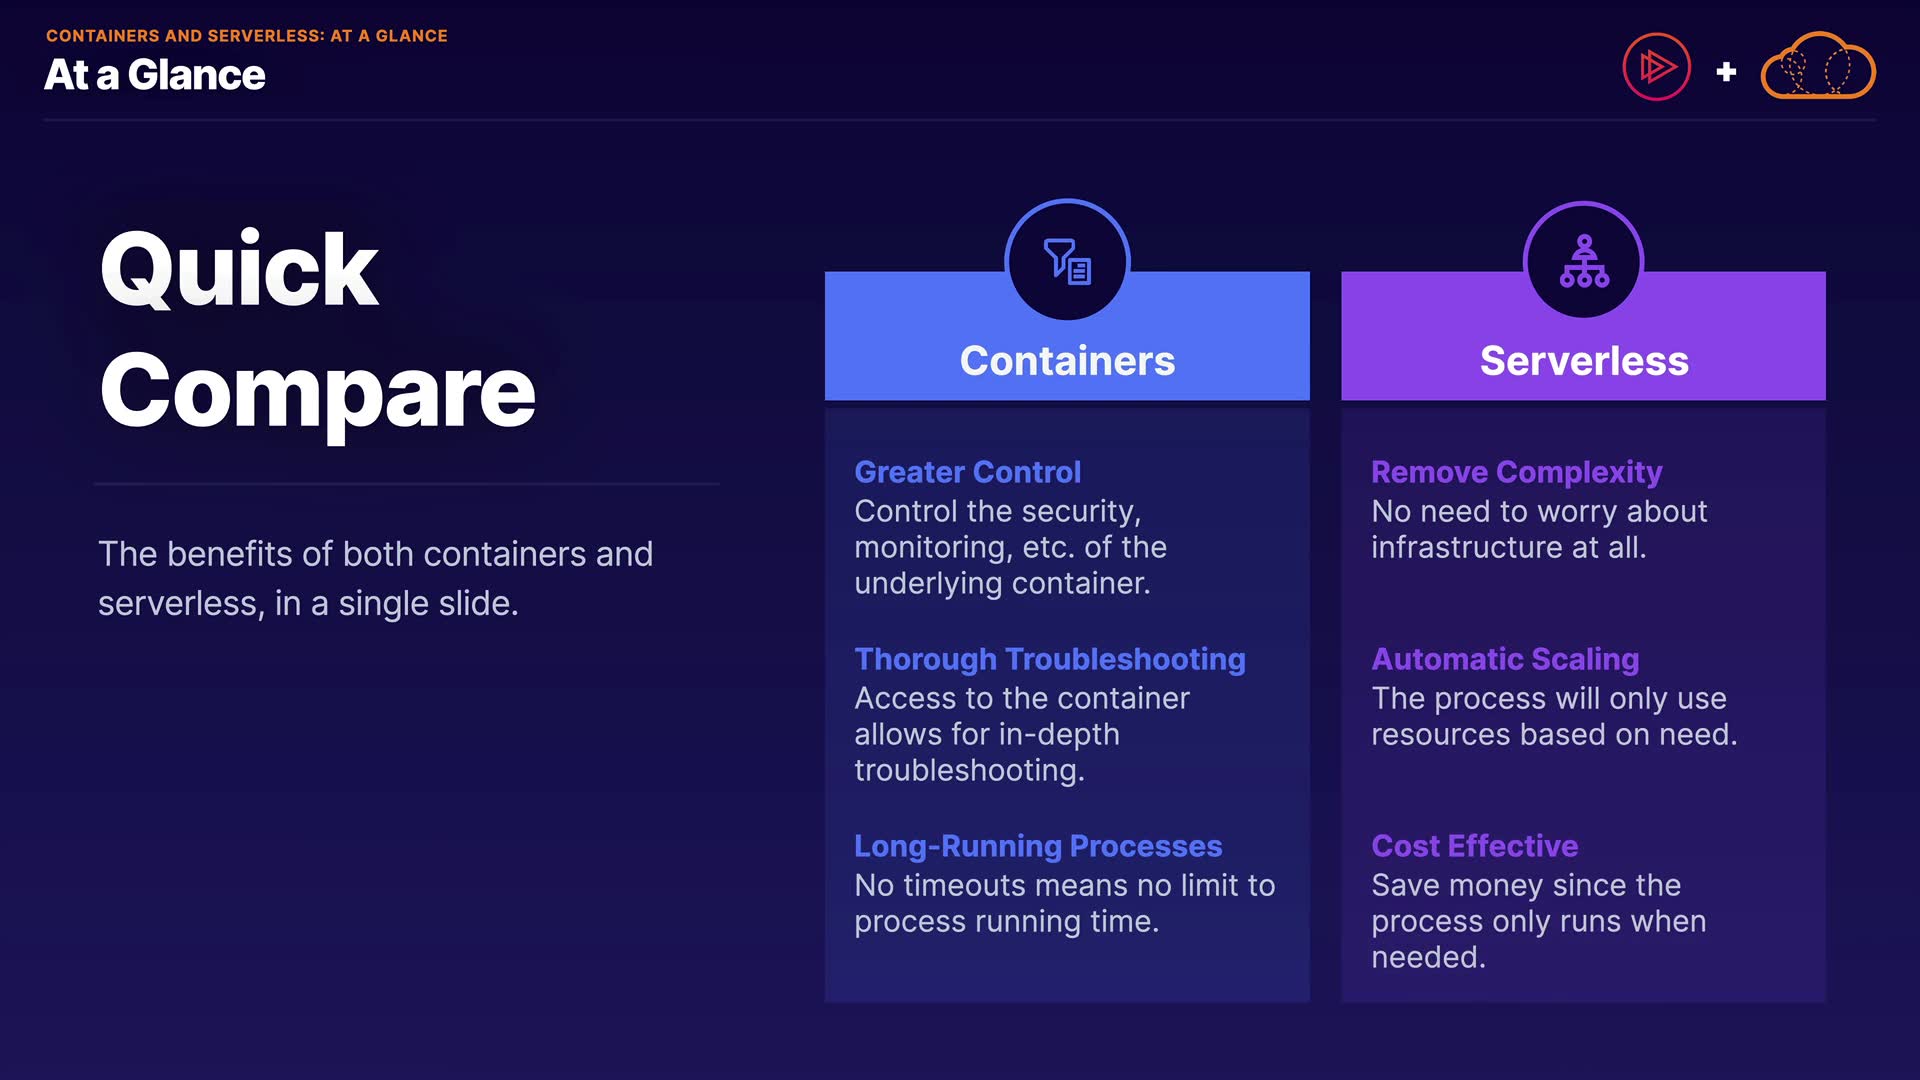 CONTAINERS AND SERVERLESS: AT A GLANCE
At a Glance
Quick
Compare
The benefits of both containers and
serverless, in a single slide.
Containers
Greater Control
Control the security,
monitoring, etc. of the
underlying container.
Thorough Troubleshooting
Access to the container
allows for in-depth
troubleshooting.
Long-Running Processes
No timeouts means no limit to
process running time.
Serverless
Remove Complexity
No need to worry about
infrastructure at all.
Automatic Scaling
The process will only use
resources based on need.
Cost Effective
Save money since the
process only runs when
needed.